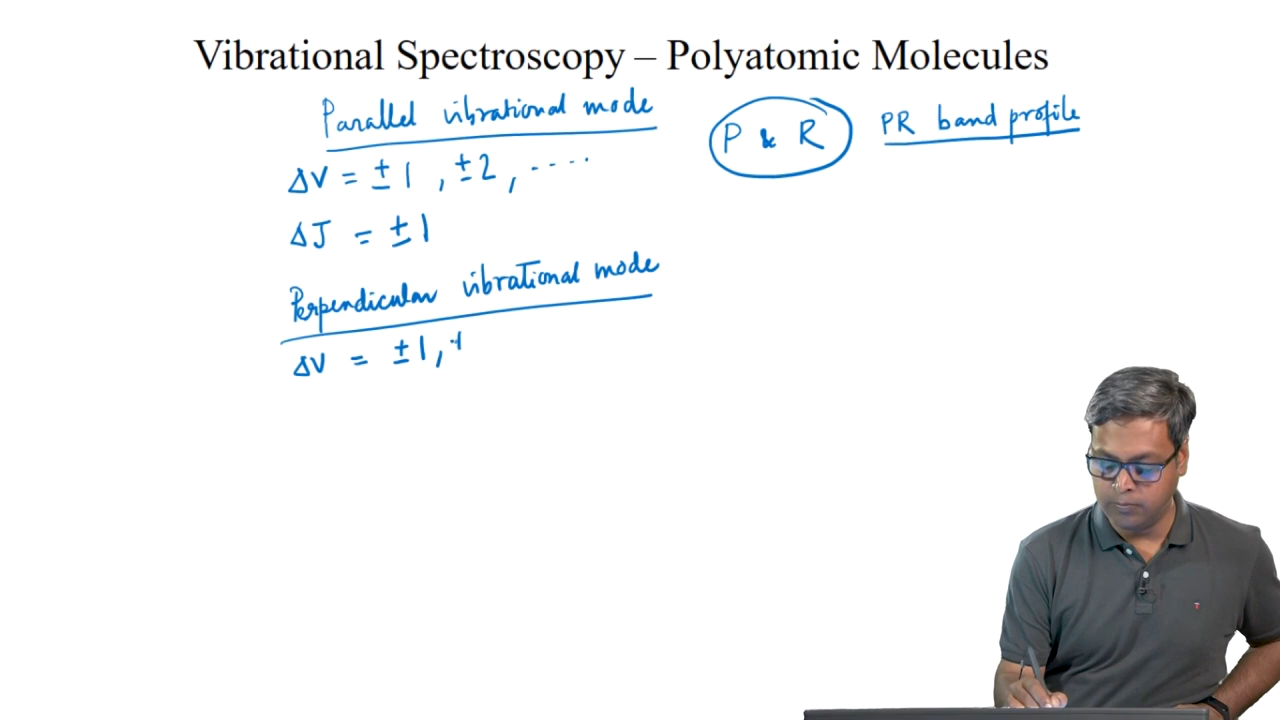 Vibrational Spectroscopy – Polyatomic Molecules
Parallel vibrational mode
P & R
PR band profile
ΔV = ±1, ±2, ....
ΔJ = ±1
Perpendicular vibrational mode
ΔV = ±1, +